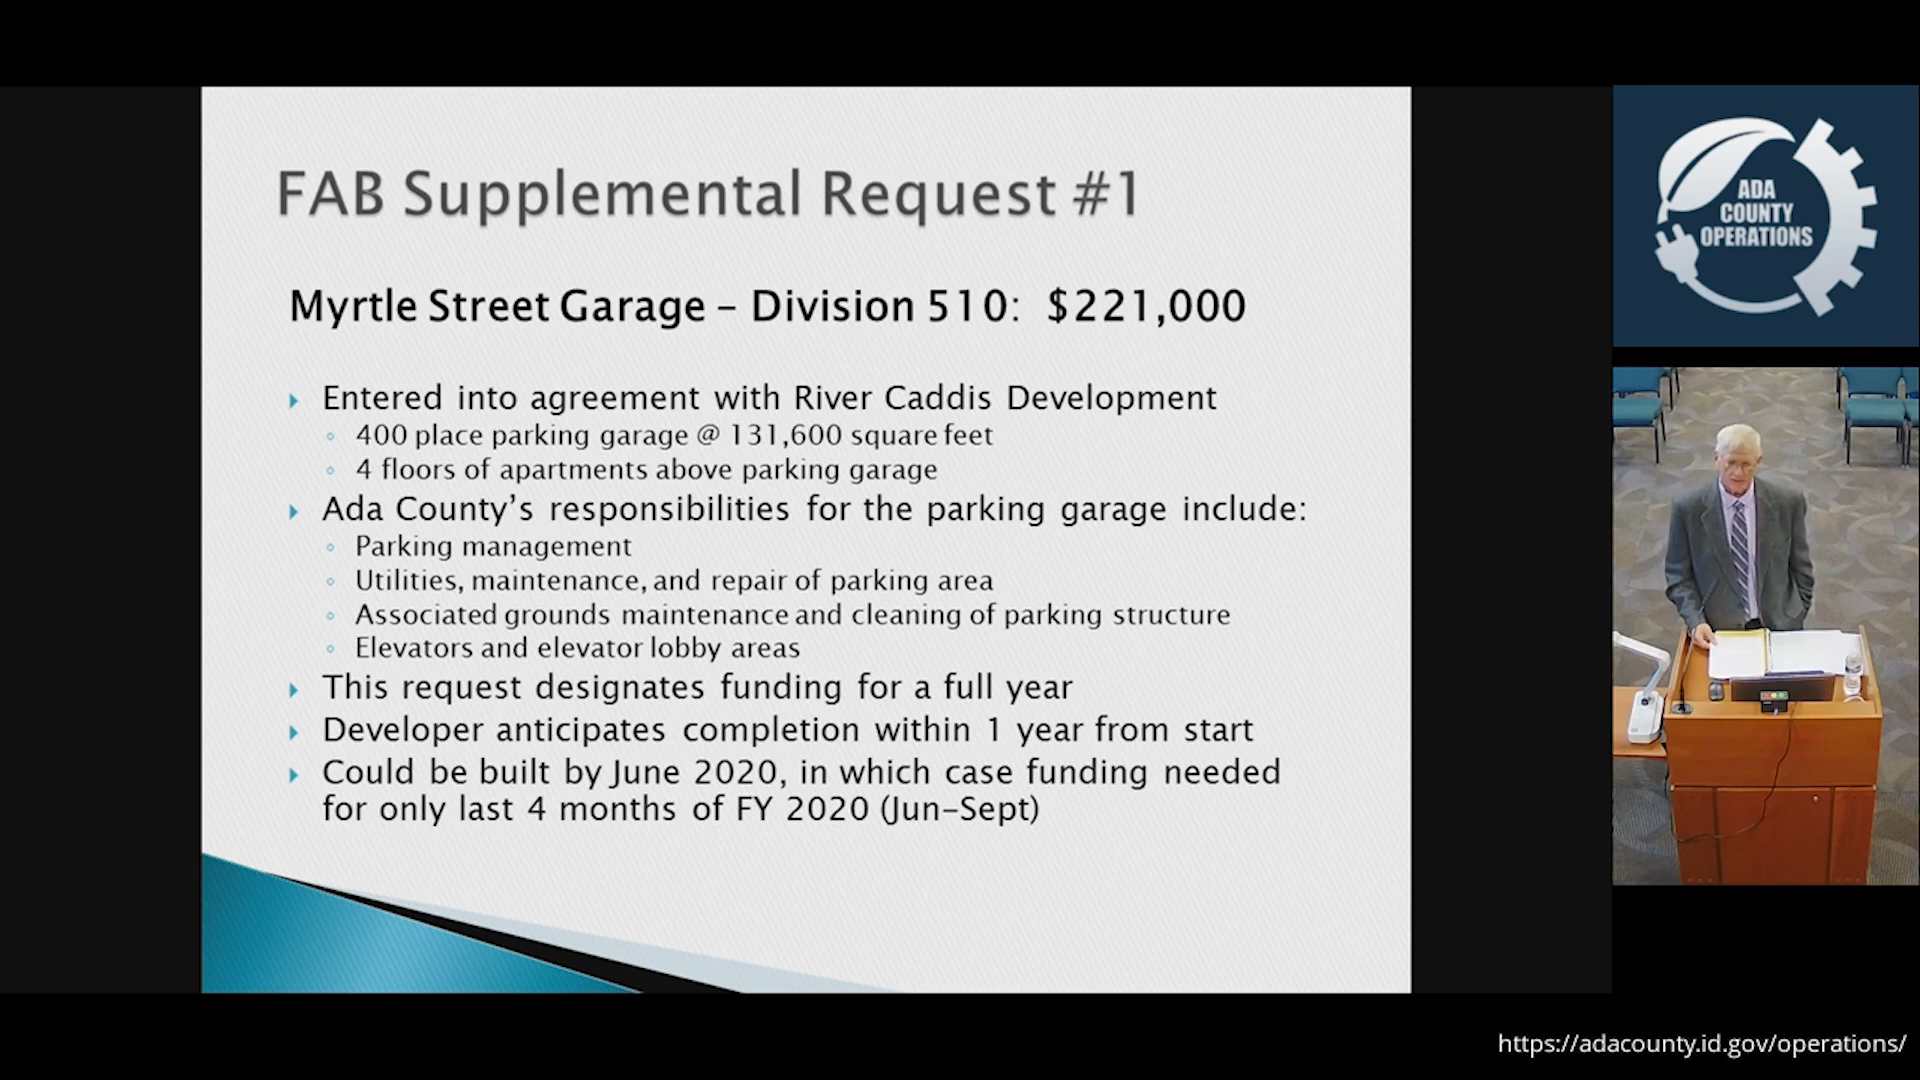 FAB Supplemental Request #1
Myrtle Street Garage – Division 510: $221,000
Entered into agreement with River Caddis Development
400 place parking garage @ 131,600 square feet
4 floors of apartments above parking garage
Ada County’s responsibilities for the parking garage include:
Parking management
Utilities, maintenance, and repair of parking area
Associated grounds maintenance and cleaning of parking structure
Elevators and elevator lobby areas
This request designates funding for a full year
Developer anticipates completion within 1 year from start
Could be built by June 2020, in which case funding needed
for only last 4 months of FY 2020 (Jun–Sept)
ADA
COUNTY
OPERATIONS
https://adacounty.id.gov/operations/